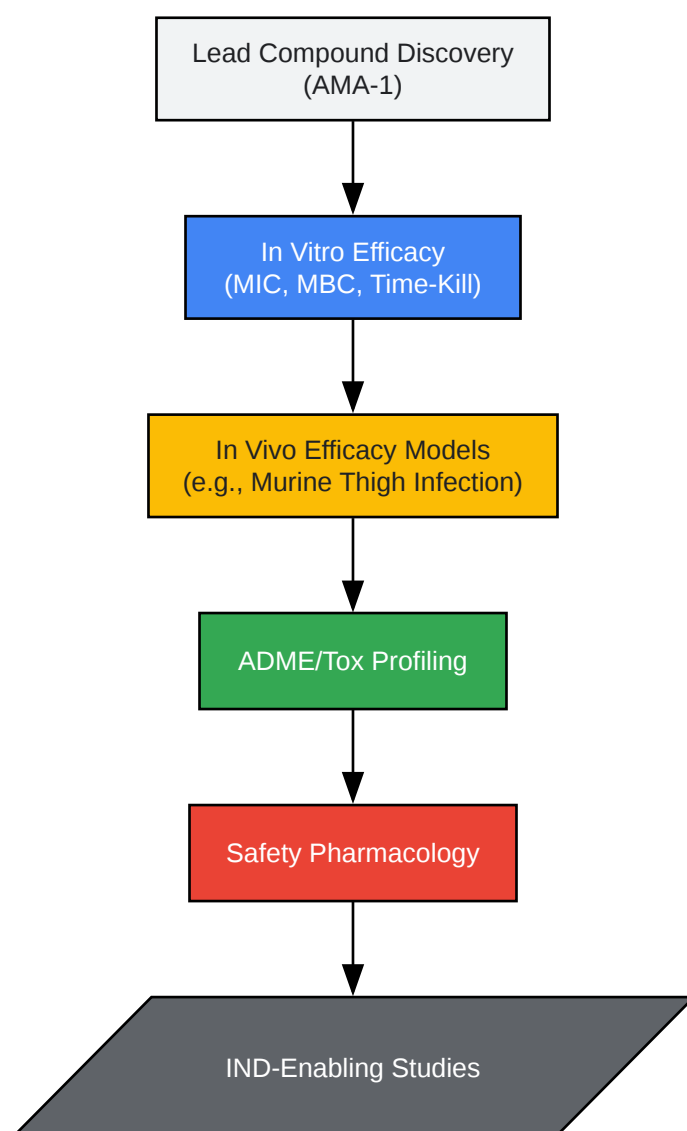 Lead Compound Discovery
(AMA-1)
In Vitro Efficacy
(MIC, MBC, Time-Kill)
In Vivo Efficacy Models
(e.g., Murine Thigh Infection)
ADME/Tox Profiling
Safety Pharmacology
IND-Enabling Studies